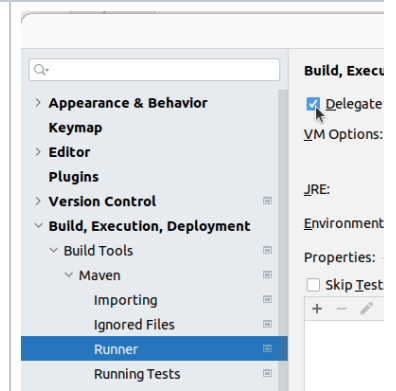 Build, Execu
Appearance & Behavior
Delegate
Keymap
VM Options:
Editor
Plugins
Version Control
JRE:
Build, Execution, Deployment
Environment
Build Tools
Properties:
Maven
Skip Test
Importing
Ignored Files
Runner
Running Tests